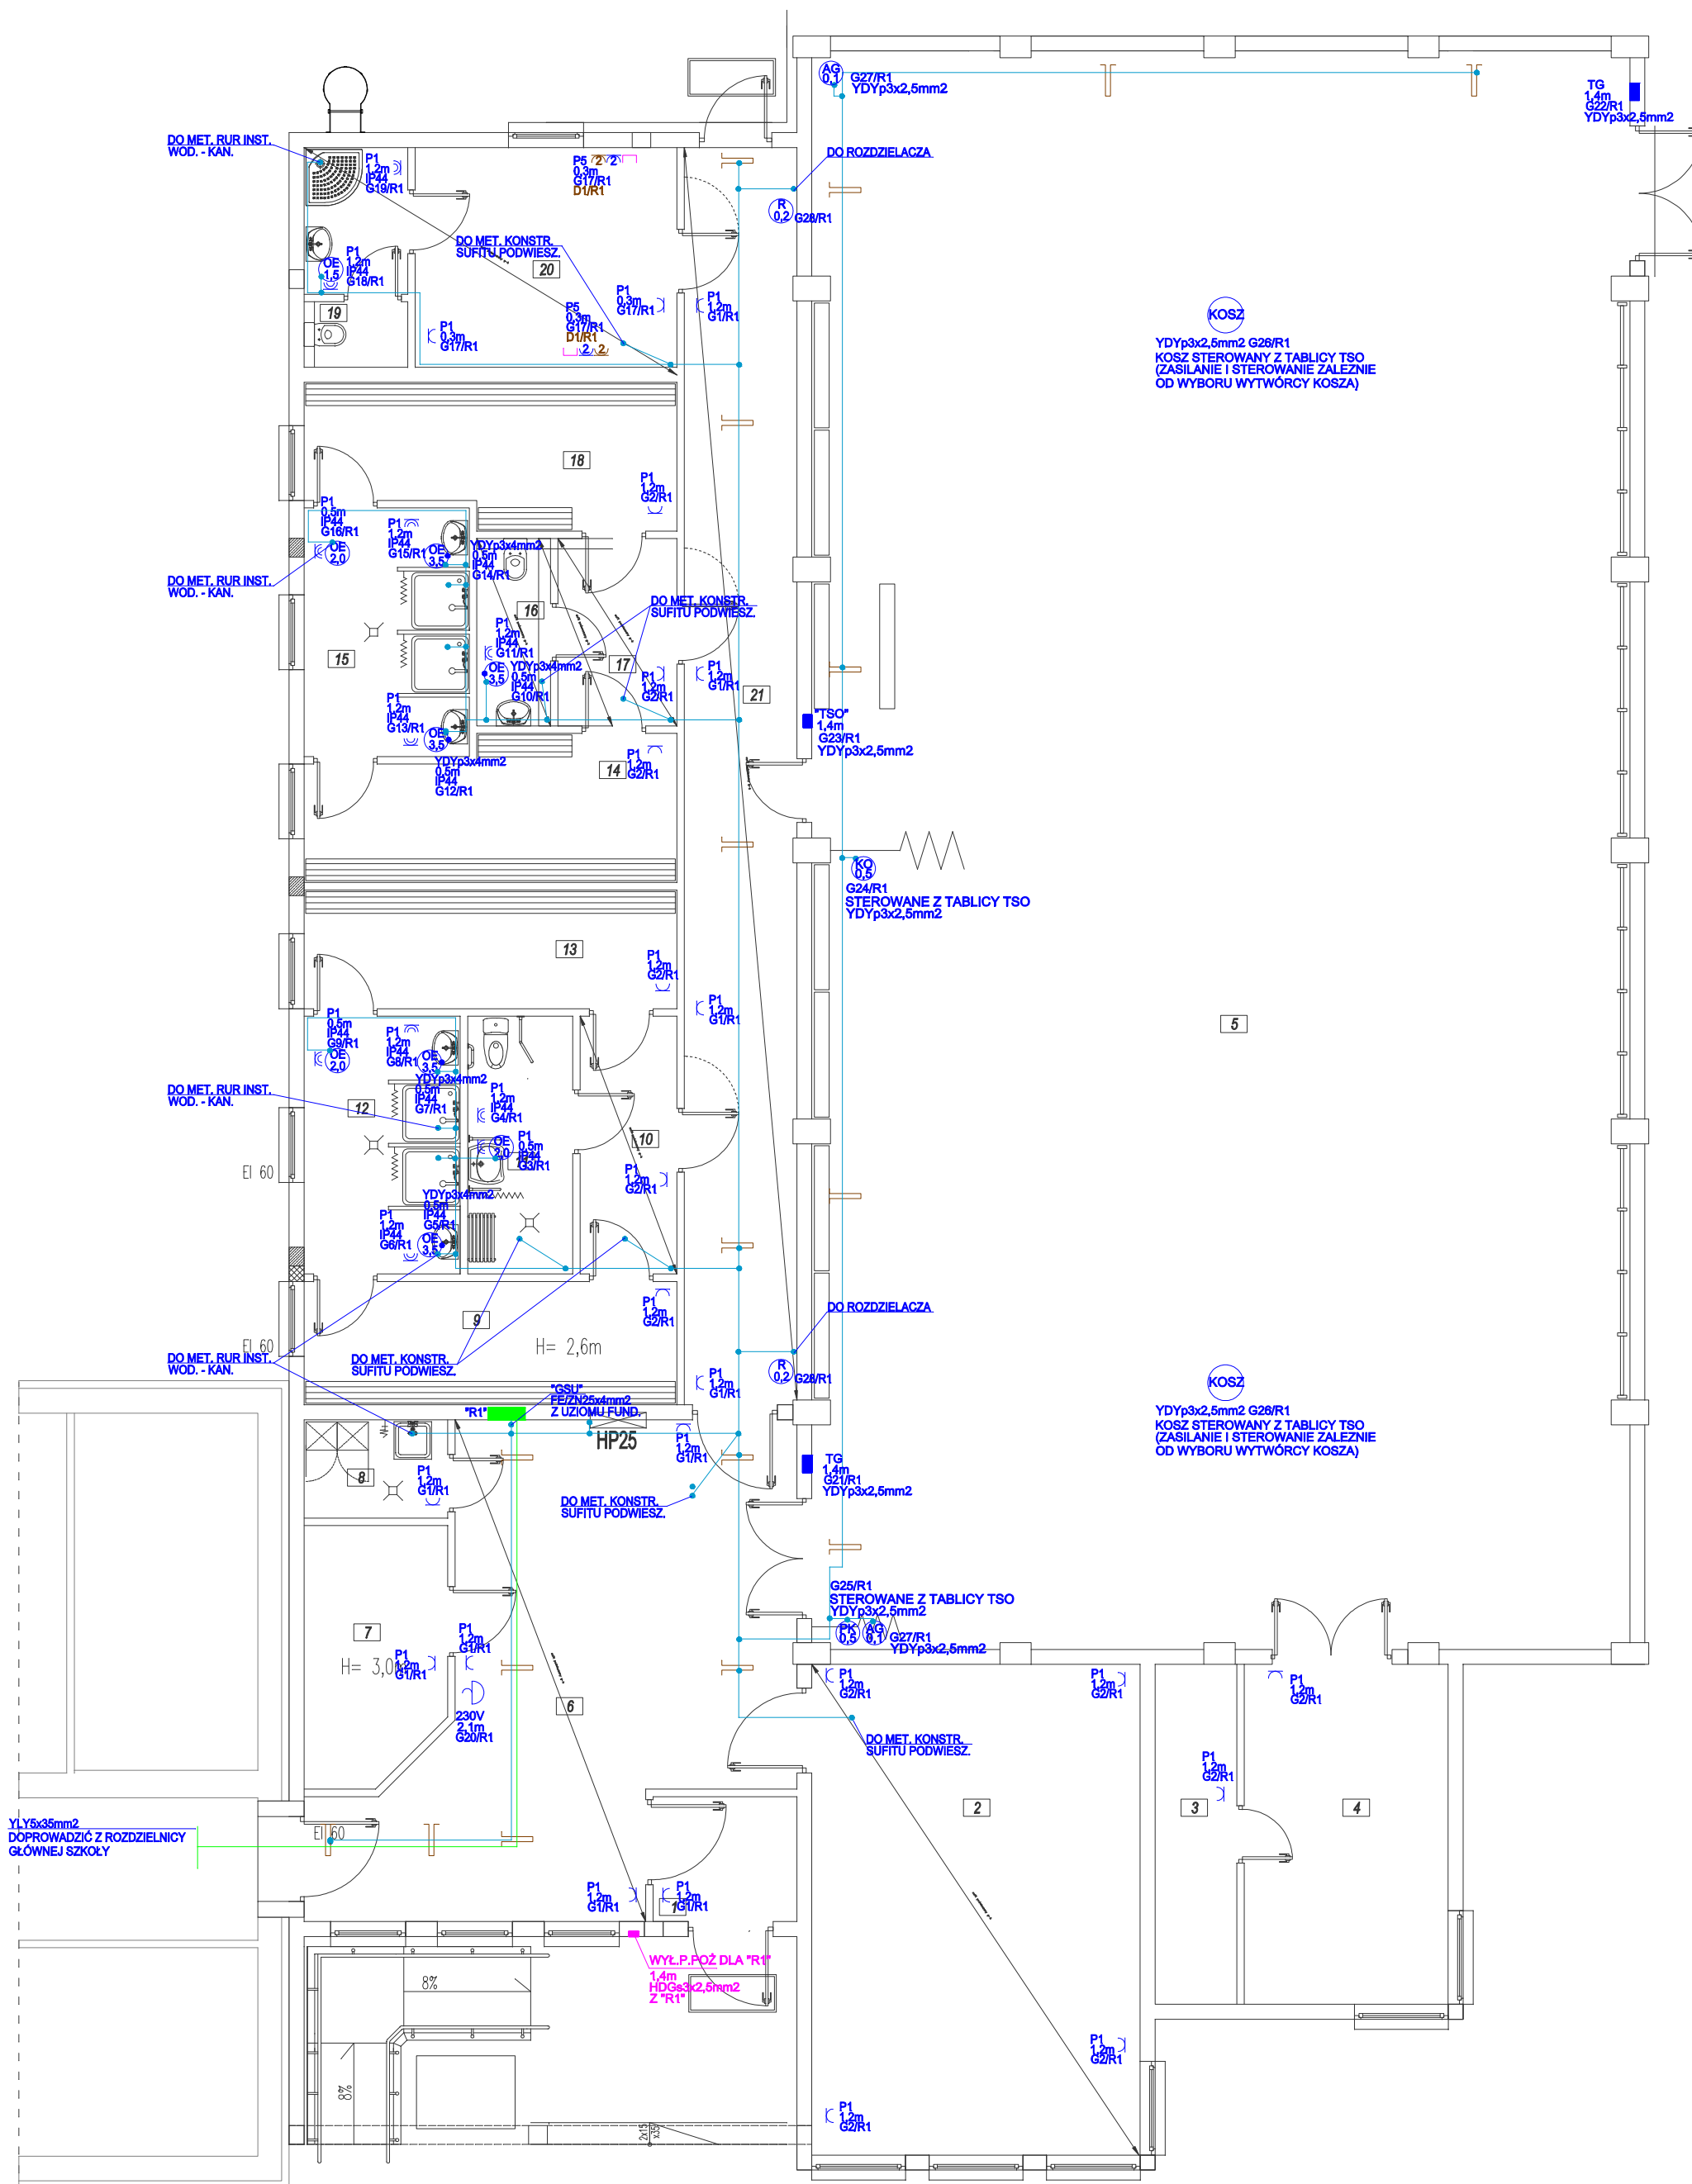 AG
0,1
G27/R1
YDYp3x2,5mm2
TG
1,4m
G22/R1
YDYp3x2,5mm2
DO MET. RUR INST.
WOD. - KAN.
P1
1,2m
IP44
G19/R1
P5 2 2
0,3m
G17/R1
D1/R1
DO ROZDZIELACZA
R
0,2
G28/R1
DO MET. KONSTR.
SUFITU PODWIESZ.
OE
1,5
P1
1,2m
IP44
G18/R1
20
19
P1
0,3m
G17/R1
P5
0,3m
G17/R1
D1/R1
2 2
P1
0,3m
G17/R1
P1
1,2m
G1/R1
KOSZ
YDYp3x2,5mm2 G26/R1
KOSZ STEROWANY Z TABLICY TSO
(ZASILANIE I STEROWANIE ZALEZNIE
OD WYBORU WYTWÓRCY KOSZA)
18
P1
1,2m
G2/R1
P1
0,5m
IP44
G16/R1
OE
2,0
P1
1,2m
IP44
G15/R1
OE
3,5
YDYp3x4mm2
0,5m
IP44
G14/R1
DO MET. RUR INST.
WOD. - KAN.
DO MET. KONSTR.
SUFITU PODWIESZ.
16
P1
1,2m
IP44
G11/R1
15
17
OE
3,5
YDYp3x4mm2
0,5m
IP44
G10/R1
P1
1,2m
G2/R1
P1
1,2m
G1/R1
21
P1
1,2m
IP44
G13/R1
OE
3,5
YDYp3x4mm2
0,5m
IP44
G12/R1
"TSO"
1,4m
G23/R1
YDYp3x2,5mm2
14
P1
1,2m
G2/R1
KO
0,5
G24/R1
STEROWANE Z TABLICY TSO
YDYp3x2,5mm2
13
P1
1,2m
G2/R1
P1
1,2m
G1/R1
5
P1
0,5m
IP44
G9/R1
OE
2,0
P1
1,2m
IP44
G8/R1
OE
3,5
YDYp3x4mm2
0,5m
IP44
G7/R1
DO MET. RUR INST.
WOD. - KAN.
12
P1
1,2m
IP44
G4/R1
OE
2,0
P1
0,5m
IP44
G3/R1
10
EI 60
P1
1,2m
G2/R1
YDYp3x4mm2
0,5m
IP44
G5/R1
P1
1,2m
IP44
G6/R1
OE
3,5
P1
1,2m
G2/R1
DO ROZDZIELACZA
9
EI 60
H= 2,6m
DO MET. RUR INST.
WOD. - KAN.
DO MET. KONSTR.
SUFITU PODWIESZ.
R
0,2
G28/R1
P1
1,2m
G1/R1
KOSZ
YDYp3x2,5mm2 G26/R1
KOSZ STEROWANY Z TABLICY TSO
(ZASILANIE I STEROWANIE ZALEZNIE
OD WYBORU WYTWÓRCY KOSZA)
"GSU"
FE/ZN25x4mm2
Z UZIOMU FUND.
"R1"
HP25
P1
1,2m
G1/R1
8
P1
1,2m
G1/R1
TG
1,4m
G21/R1
YDYp3x2,5mm2
DO MET. KONSTR.
SUFITU PODWIESZ.
G25/R1
STEROWANE Z TABLICY TSO
YDYp3x2,5mm2
PK
0,5
AG
0,1
G27/R1
YDYp3x2,5mm2
7
P1
1,2m
G1/R1
H= 3,0
P1
1,2m
G1/R1
230V
2,1m
G20/R1
6
P1
1,2m
G2/R1
P1
1,2m
G2/R1
P1
1,2m
G2/R1
DO MET. KONSTR.
SUFITU PODWIESZ.
P1
1,2m
G2/R1
2
3
4
YLY5x35mm2
DOPROWADZIĆ Z ROZDZIELNICY
GŁÓWNEJ SZKOŁY
EI 60
P1
1,2m
G1/R1
P1
1,2m
G1/R1
1
WYŁ.P.POŻ DLA "R1"
1,4m
HDGs3x2,5mm2
Z "R1"
8%
8%
P1
1,2m
G2/R1
P1
1,2m
G2/R1
2x15
x35